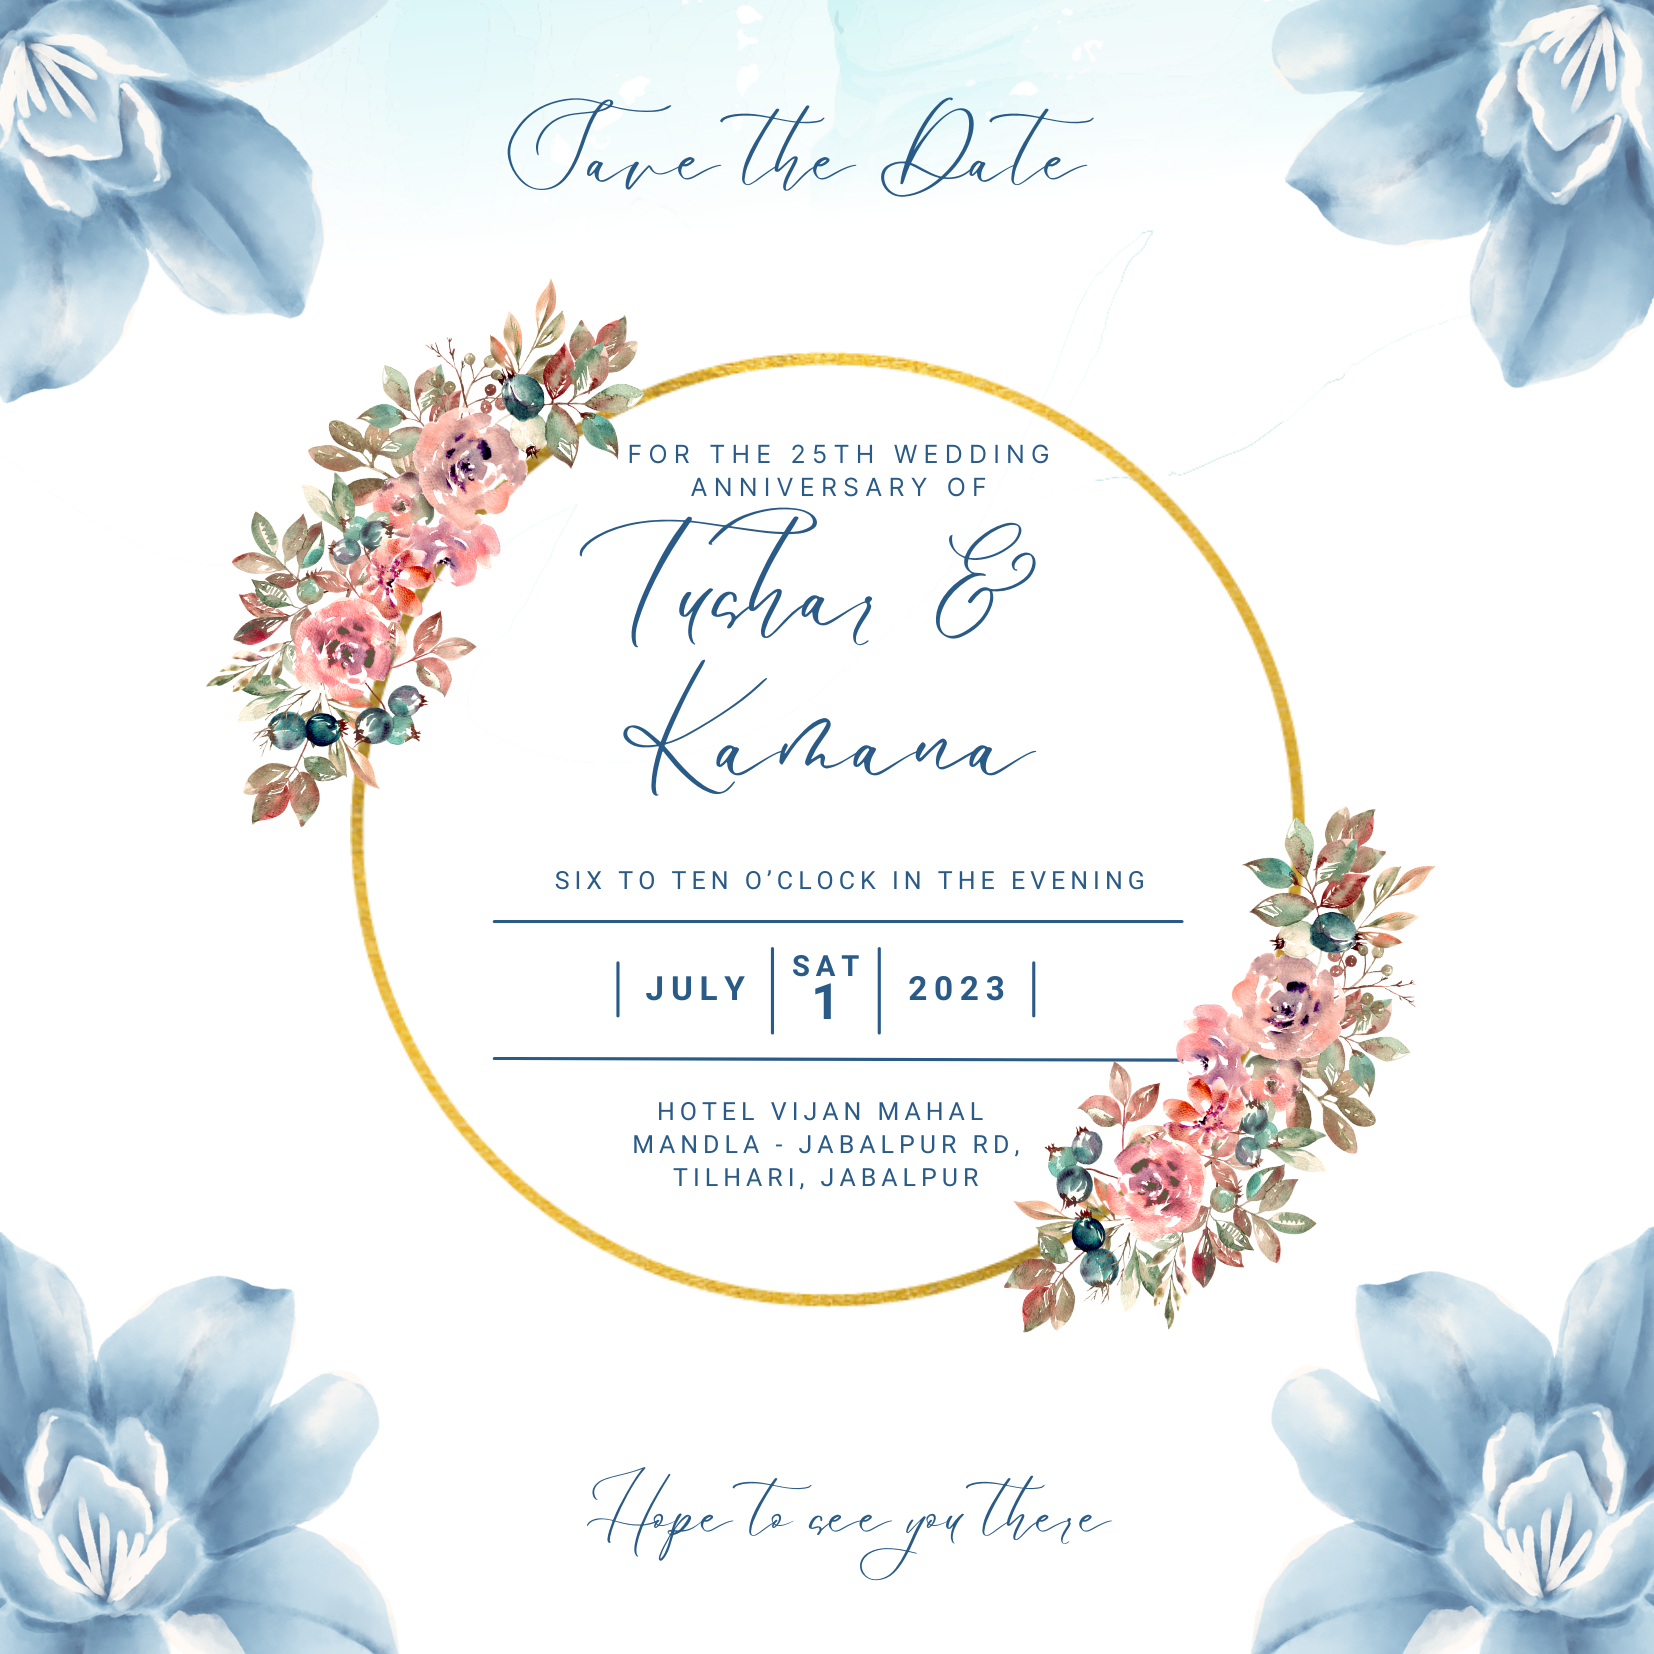 Save the Date
FOR THE 25TH WEDDING
ANNIVERSARY OF
Tushar &
Kamana
SIX TO TEN O’CLOCK IN THE EVENING
JULY
SAT
1
2023
HOTEL VIJAN MAHAL
MANDLA - JABALPUR RD,
TILHARI, JABALPUR
Hope to see you there